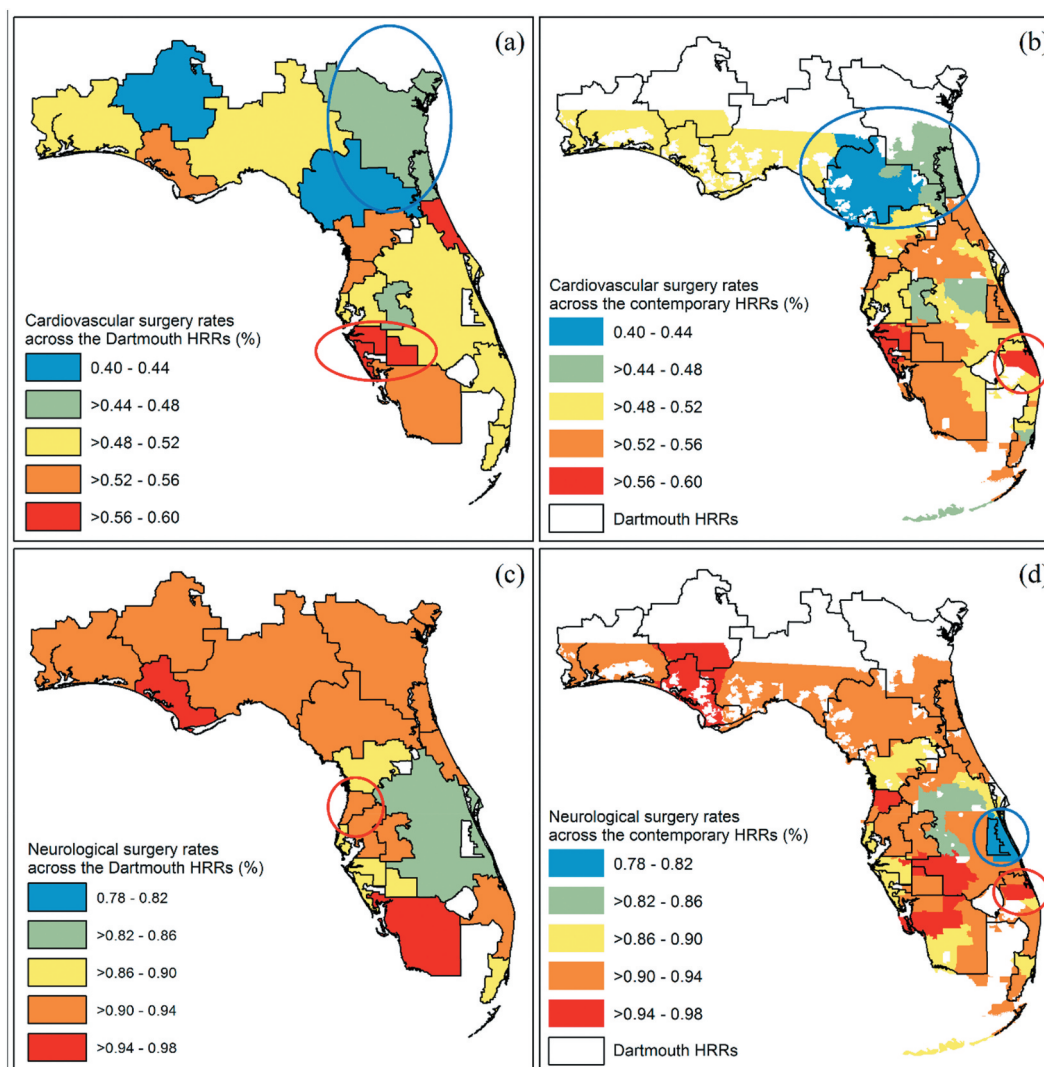 (a)
Cardiovascular surgery rates
across the Dartmouth HRRs (%)
0.40 - 0.44
>0.44 - 0.48
>0.48 - 0.52
>0.52 - 0.56
>0.56 - 0.60
(b)
Cardiovascular surgery rates
across the contemporary HRRs (%)
0.40 - 0.44
>0.44 - 0.48
>0.48 - 0.52
>0.52 - 0.56
>0.56 - 0.60
Dartmouth HRRs
(c)
Neurological surgery rates
across the Dartmouth HRRs (%)
0.78 - 0.82
>0.82 - 0.86
>0.86 - 0.90
>0.90 - 0.94
>0.94 - 0.98
(d)
Neurological surgery rates
across the contemporary HRRs (%)
0.78 - 0.82
>0.82 - 0.86
>0.86 - 0.90
>0.90 - 0.94
>0.94 - 0.98
Dartmouth HRRs